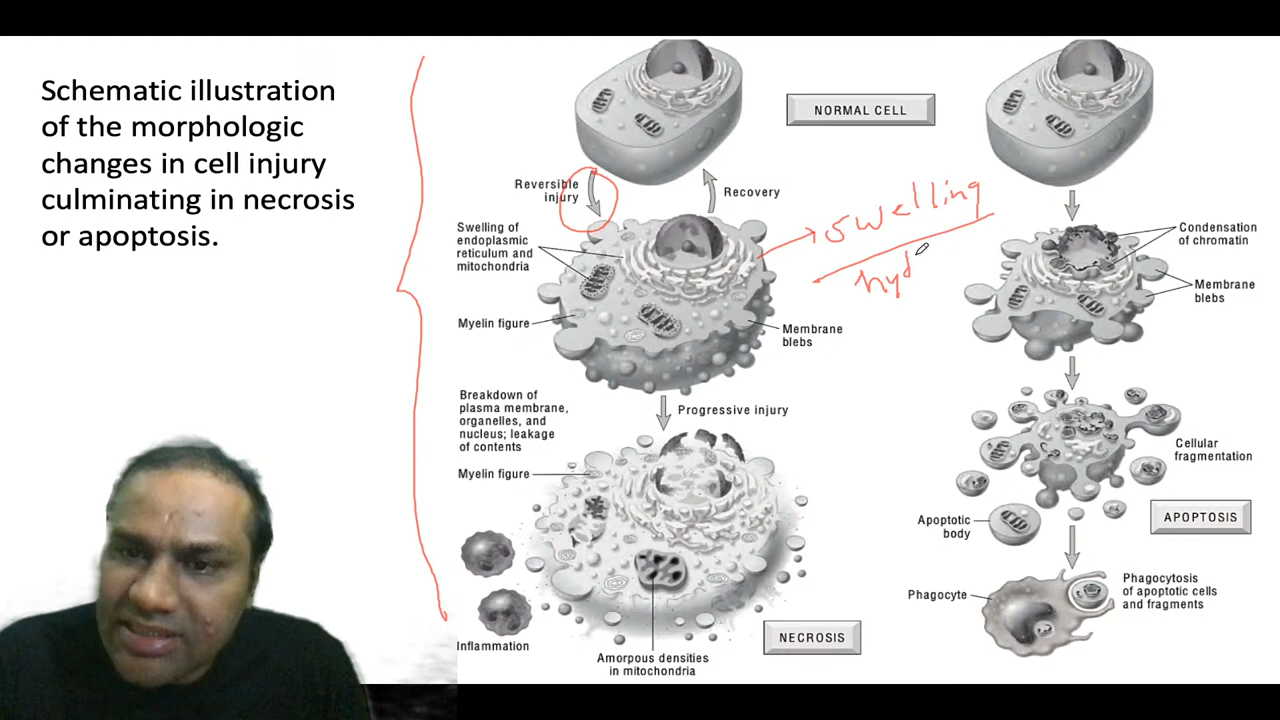 Schematic illustration
of the morphologic
changes in cell injury
culminating in necrosis
or apoptosis.
NORMAL CELL
Reversible
injury
Recovery
swelling
hyd
Swelling of
endoplasmic
reticulum and
mitochondria
Myelin figure
Membrane
blebs
Breakdown of
plasma membrane,
organelles, and
nucleus; leakage
of contents
Progressive injury
Myelin figure
Inflammation
Amorpous densities
in mitochondria
NECROSIS
Condensation
of chromatin
Membrane
blebs
Cellular
fragmentation
APOPTOSIS
Apoptotic
body
Phagocyte
Phagocytosis
of apoptotic cells
and fragments